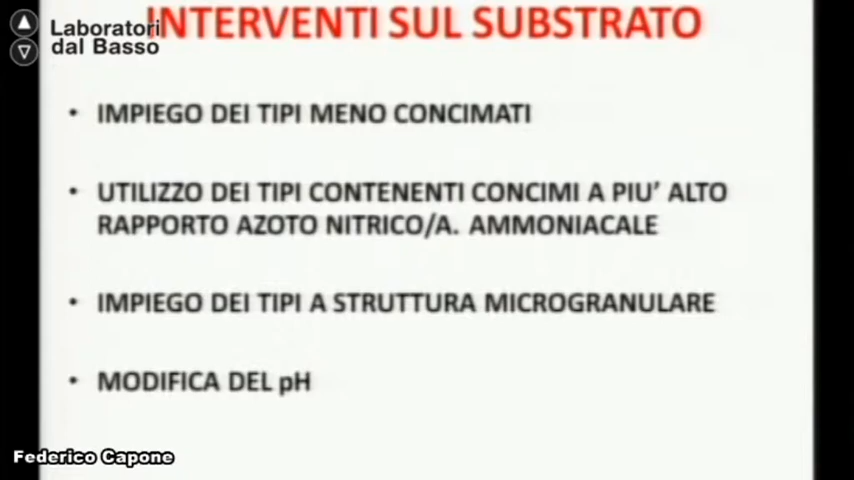 INTERVENTI SUL SUBSTRATO
Laboratori
dal Basso
• IMPIEGO DEI TIPI MENO CONCIMATI
• UTILIZZO DEI TIPI CONTENENTI CONCIMI A PIU' ALTO
RAPPORTO AZOTO NITRICO/A. AMMONIACALE
• IMPIEGO DEI TIPI A STRUTTURA MICROGRANULARE
• MODIFICA DEL pH
Federico Capone